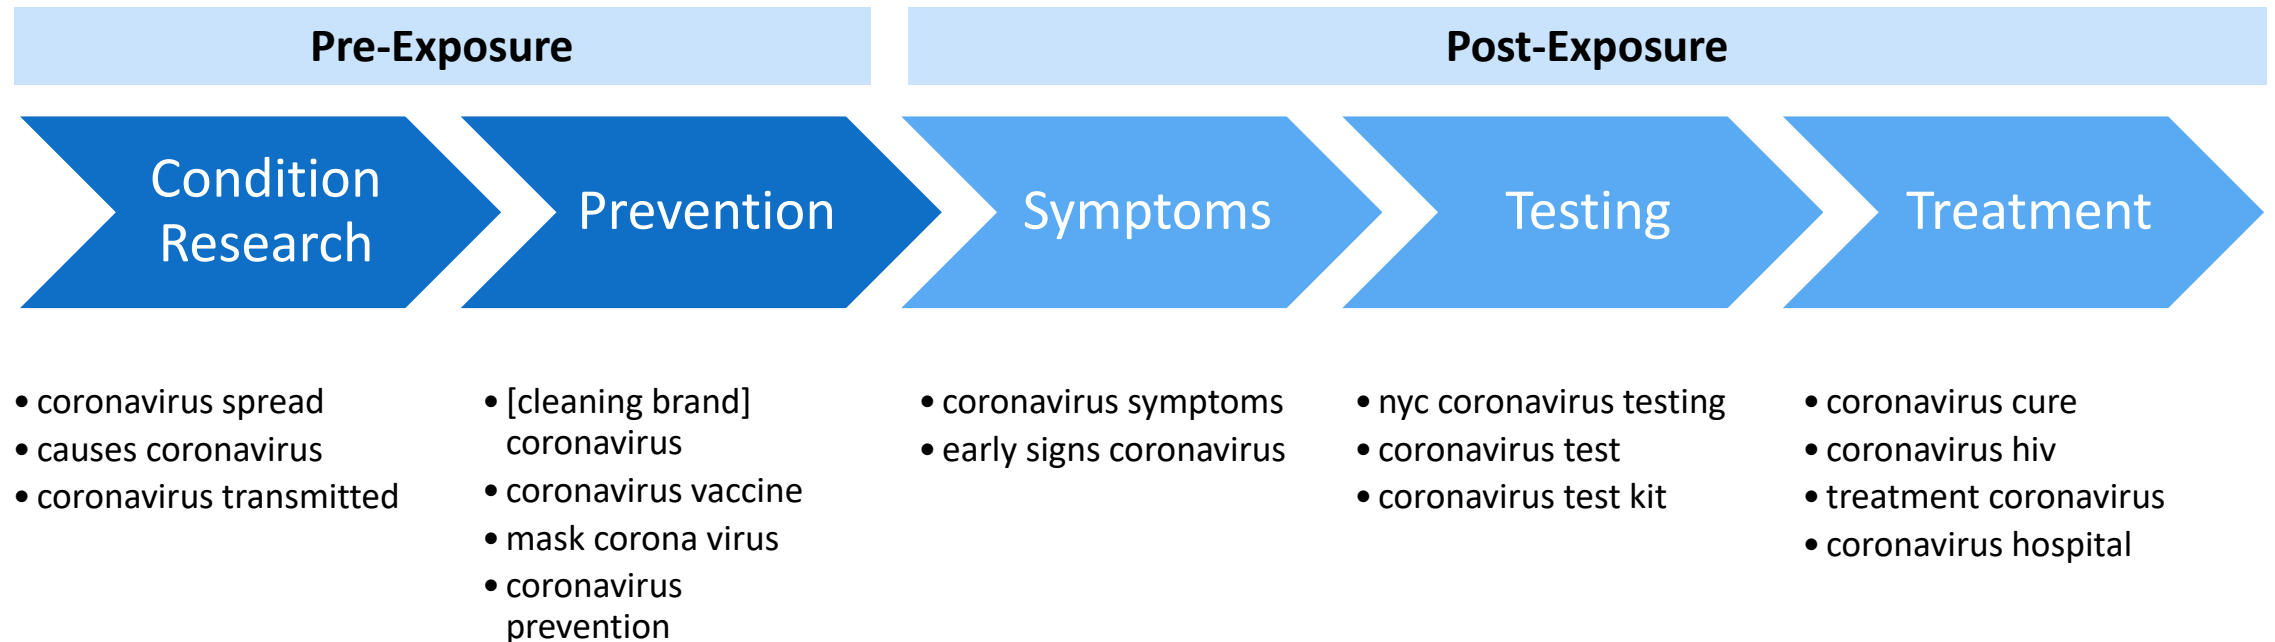 Pre-Exposure
Post-Exposure
Condition
Research
Prevention
Symptoms
Testing
Treatment
• coronavirus spread
• causes coronavirus
• coronavirus transmitted
• [cleaning brand]
coronavirus
• coronavirus vaccine
• mask corona virus
• coronavirus
prevention
• coronavirus symptoms
• early signs coronavirus
• nyc coronavirus testing
• coronavirus test
• coronavirus test kit
• coronavirus cure
• coronavirus hiv
• treatment coronavirus
• coronavirus hospital